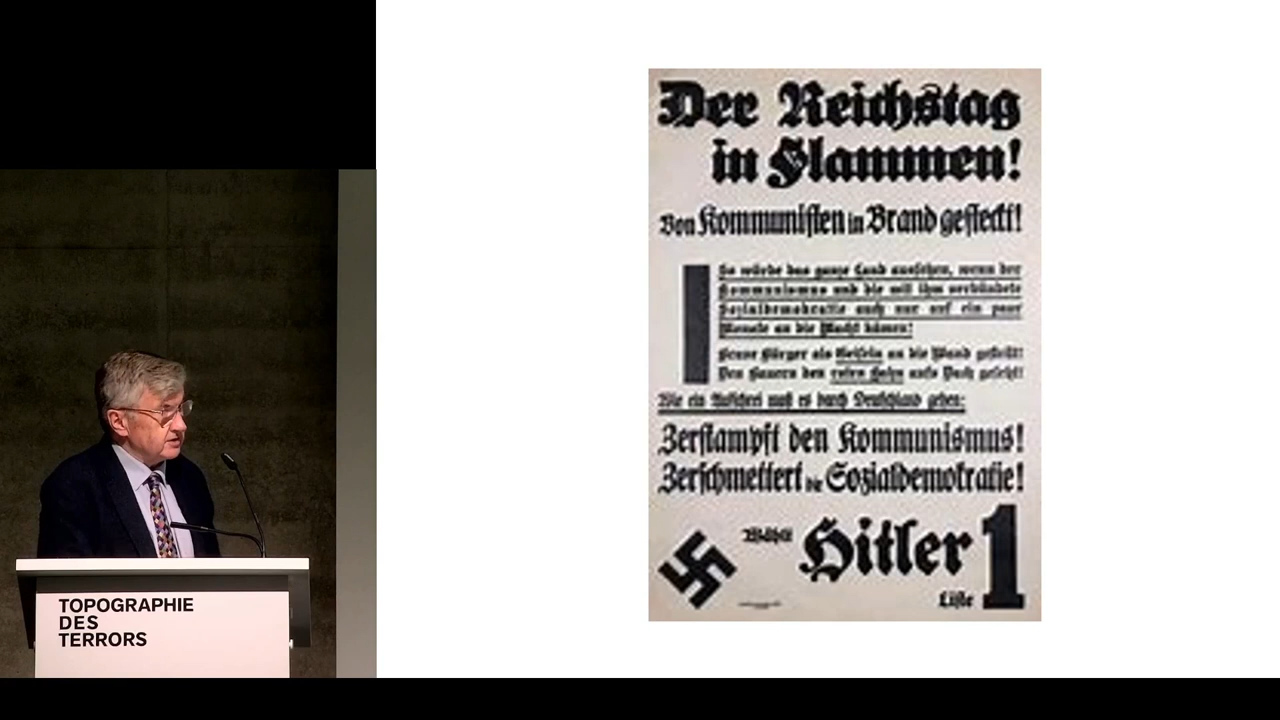 Der Reichstag
in Flammen!
Von Kommunisten in Brand gesteckt!
So würde das ganze Land aussehen, wenn der
Kommunismus und die mit ihm verbündete
Sozialdemokratie auch nur auf ein paar
Monate an die Macht kämen!
Brave Bürger als Geiseln an die Wand gestellt!
Den Bauern den roten Hahn aufs Dach gesetzt!
Wie ein Aufschrei muß es durch Deutschland gehen:
Zerstampft den Kommunismus!
Zerschmettert die Sozialdemokratie!
Wählt Hitler
Liste 1
TOPOGRAPHIE
DES
TERRORS